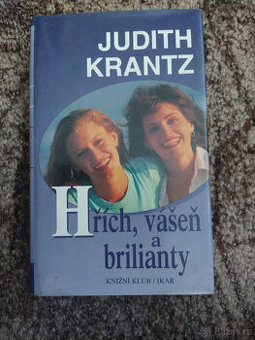 JUDITH
KRANTZ
Hřích, vášeň
a
brilianty
KNIŽNÍ KLUB / IKAR